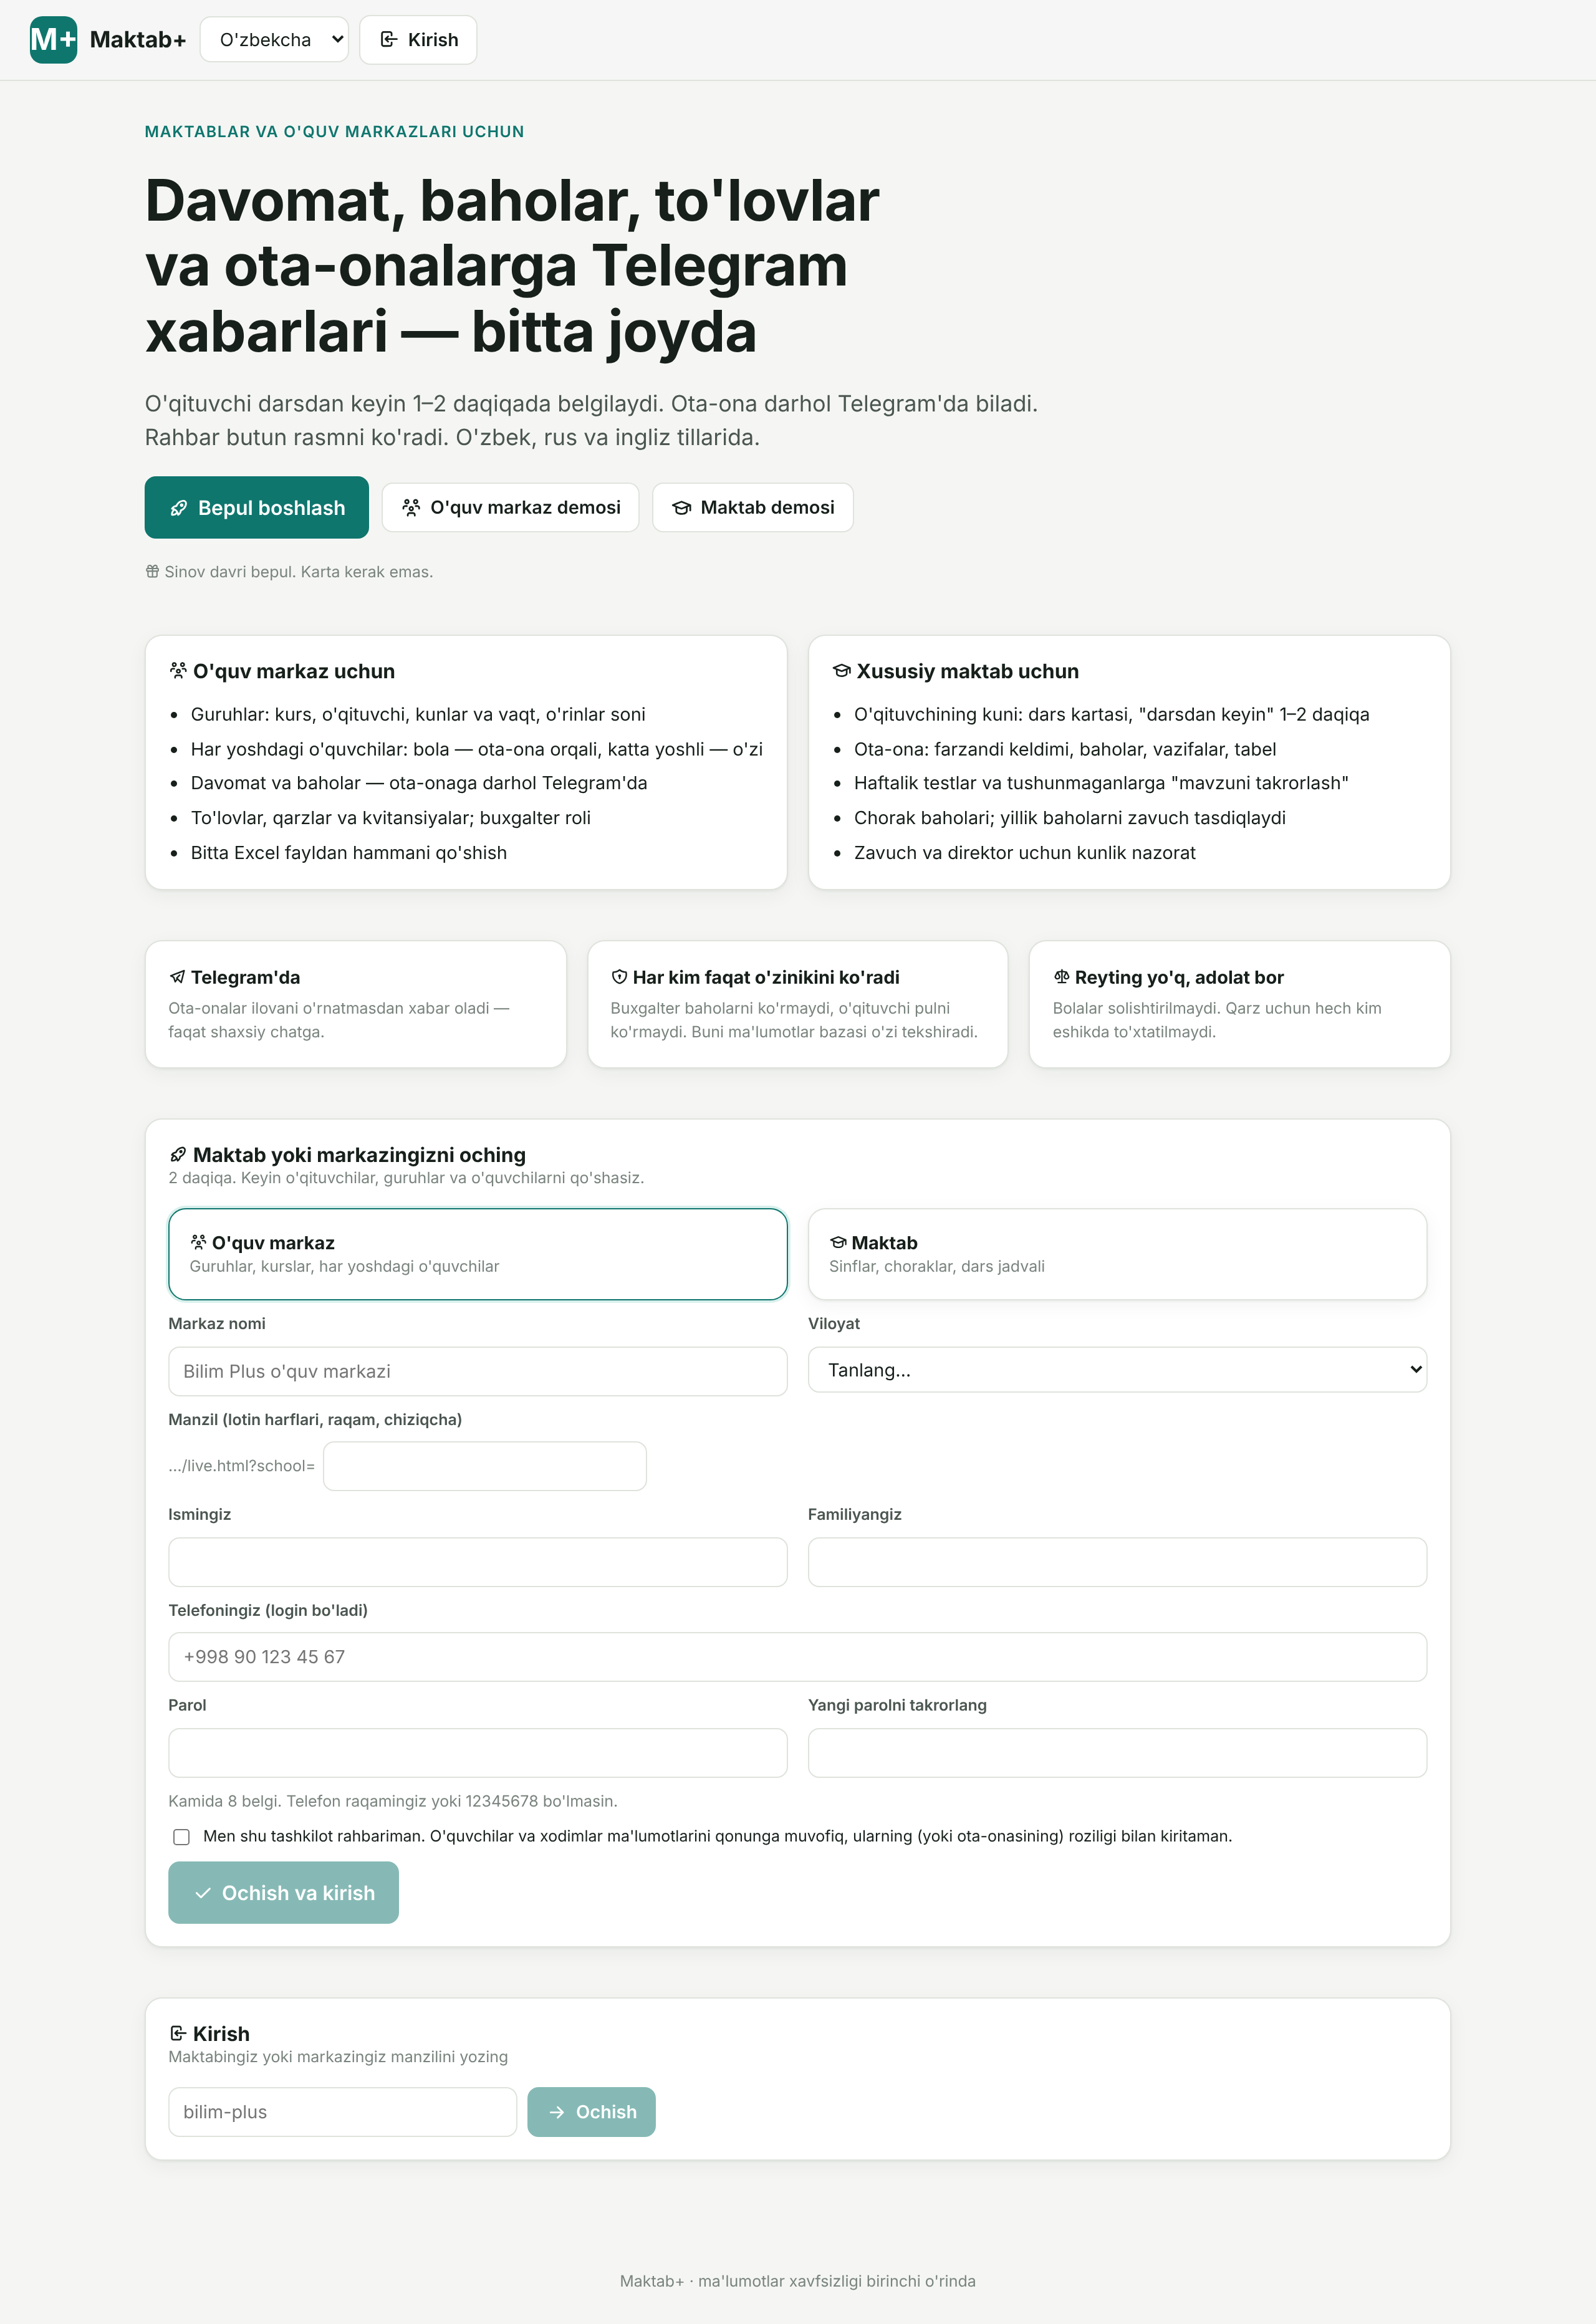 M+ Maktab+ O'zbekcha Kirish
MAKTABLAR VA O'QUV MARKAZLARI UCHUN
Davomat, baholar, to'lovlar
va ota-onalarga Telegram
xabarlari — bitta joyda
O'qituvchi darsdan keyin 1–2 daqiqada belgilaydi. Ota-ona darhol Telegram'da biladi.
Rahbar butun rasmni ko'radi. O'zbek, rus va ingliz tillarida.
Bepul boshlash O'quv markaz demosi Maktab demosi
Sinov davri bepul. Karta kerak emas.
O'quv markaz uchun
• Guruhlar: kurs, o'qituvchi, kunlar va vaqt, o'rinlar soni
• Har yoshdagi o'quvchilar: bola — ota-ona orqali, katta yoshli — o'zi
• Davomat va baholar — ota-onaga darhol Telegram'da
• To'lovlar, qarzlar va kvitansiyalar; buxgalter roli
• Bitta Excel fayldan hammani qo'shish
Xususiy maktab uchun
• O'qituvchining kuni: dars kartasi, "darsdan keyin" 1–2 daqiqa
• Ota-ona: farzandi keldimi, baholar, vazifalar, tabel
• Haftalik testlar va tushunmaganlarga "mavzuni takrorlash"
• Chorak baholari; yillik baholarni zavuch tasdiqlaydi
• Zavuch va direktor uchun kunlik nazorat
Telegram'da
Ota-onalar ilovani o'rnatmasdan xabar oladi —
faqat shaxsiy chatga.
Har kim faqat o'zinikini ko'radi
Buxgalter baholarni ko'rmaydi, o'qituvchi pulni
ko'rmaydi. Buni ma'lumotlar bazasi o'zi tekshiradi.
Reyting yo'q, adolat bor
Bolalar solishtirilmaydi. Qarz uchun hech kim
eshikda to'xtatilmaydi.
Maktab yoki markazingizni oching
2 daqiqa. Keyin o'qituvchilar, guruhlar va o'quvchilarni qo'shasiz.
O'quv markaz
Guruhlar, kurslar, har yoshdagi o'quvchilar
Maktab
Sinflar, choraklar, dars jadvali
Markaz nomi
Bilim Plus o'quv markazi
Viloyat
Tanlang...
Manzil (lotin harflari, raqam, chiziqcha)
.../live.html?school=
Ismingiz
Familiyangiz
Telefoningiz (login bo'ladi)
+998 90 123 45 67
Parol
Yangi parolni takrorlang
Kamida 8 belgi. Telefon raqamingiz yoki 12345678 bo'lmasin.
Men shu tashkilot rahbariman. O'quvchilar va xodimlar ma'lumotlarini qonunga muvofiq, ularning (yoki ota-onasining) roziligi bilan kiritaman.
Ochish va kirish
Kirish
Maktabingiz yoki markazingiz manzilini yozing
bilim-plus Ochish
Maktab+ · ma'lumotlar xavfsizligi birinchi o'rinda